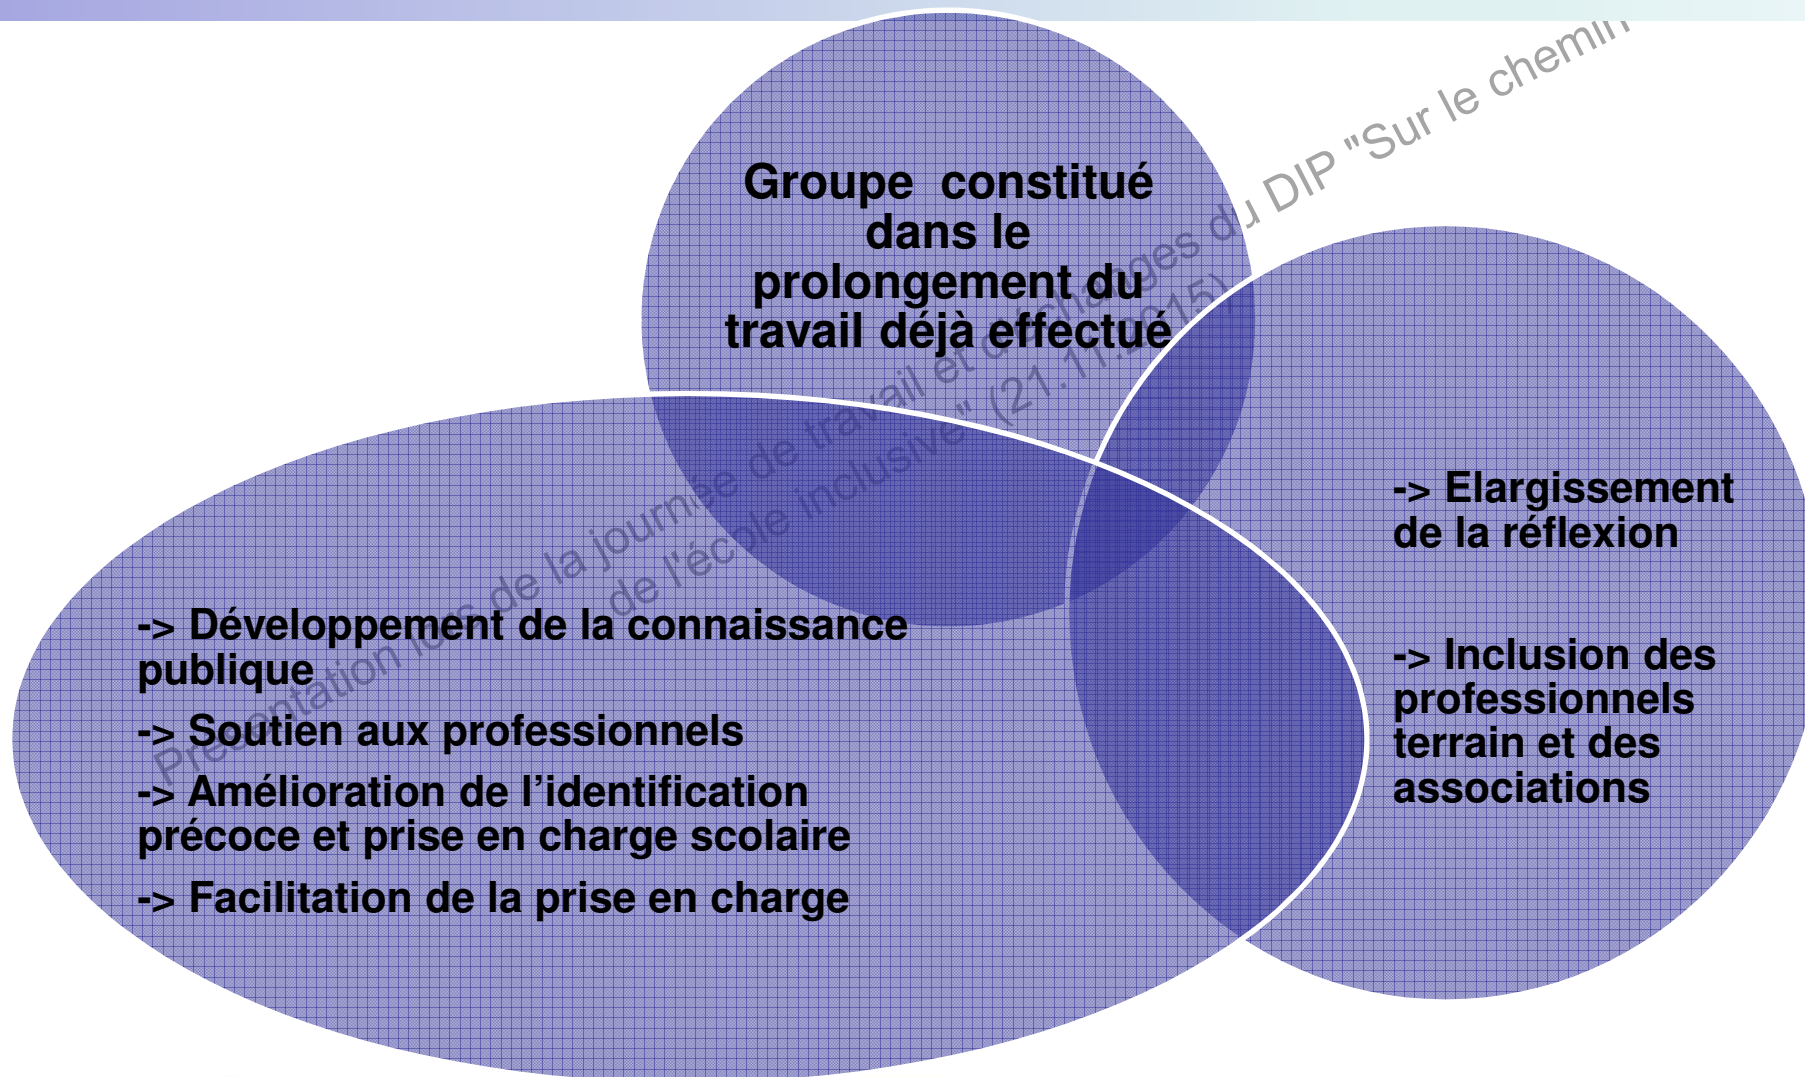 Groupe constitué
dans le
prolongement du
travail déjà effectué
-> Elargissement
de la réflexion
-> Inclusion des
professionnels
terrain et des
associations
-> Développement de la connaissance
publique
-> Soutien aux professionnels
-> Amélioration de l’identification
précoce et prise en charge scolaire
-> Facilitation de la prise en charge
Présentation lors de la journée de travail et d'échanges du DIP "Sur le chemin
de l'école inclusive" (21.11.2015)